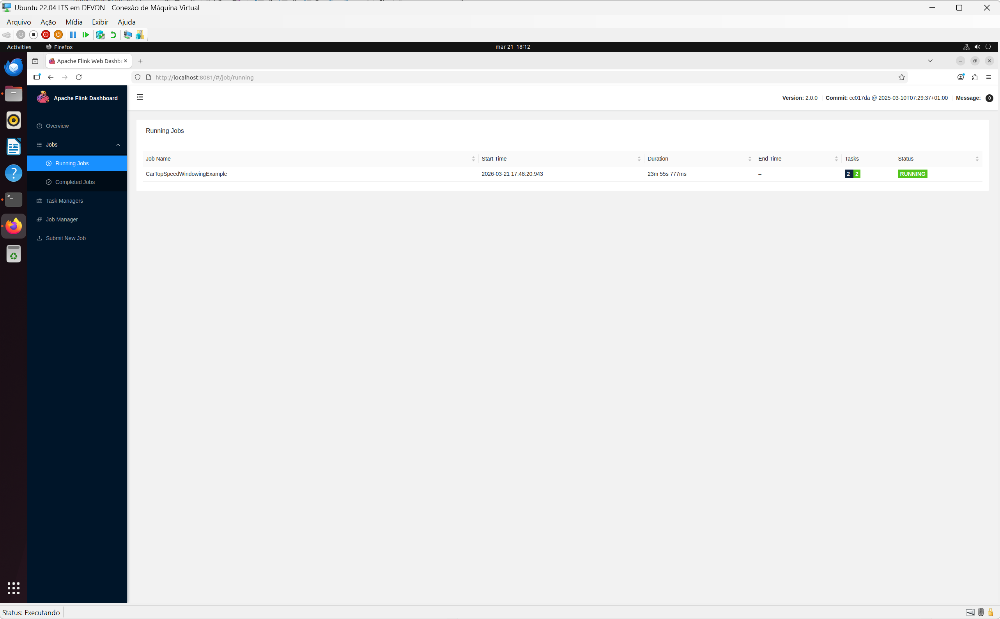 Ubuntu 22.04 LTS em DEVON - Conexão de Máquina Virtual
Arquivo Ação Mídia Exibir Ajuda
Activities Firefox mar 21 18:12
Apache Flink Web Dashb
http://localhost:8081/#/job/running
Apache Flink Dashboard
Version: 2.0.0 Commit: cc017da @ 2025-03-10T07:29:37+01:00 Message: 0
Overview
Jobs
Running Jobs
Completed Jobs
Task Managers
Job Manager
Submit New Job
Running Jobs
Job Name Start Time Duration End Time Tasks Status
CarTopSpeedWindowingExample 2026-03-21 17:48:20.943 23m 55s 777ms – 2 2 RUNNING
Status: Executando